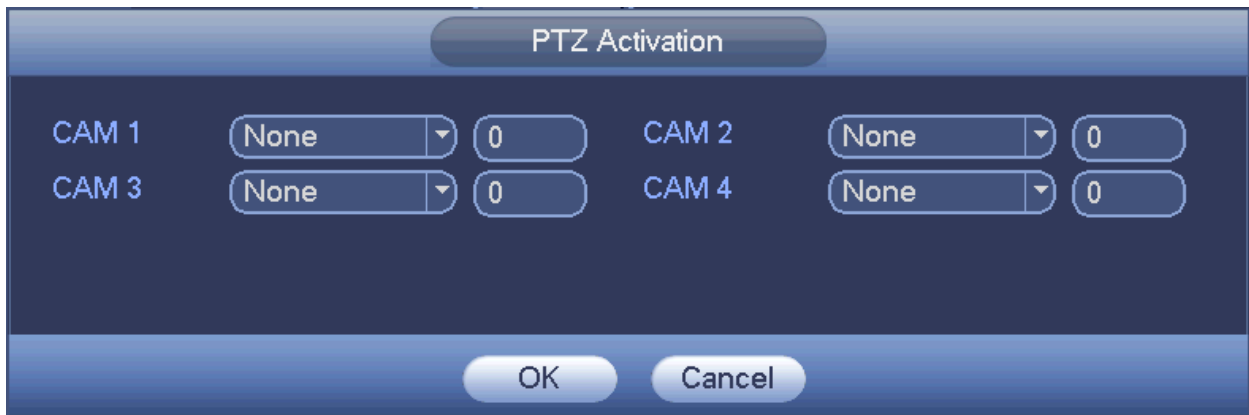 PTZ Activation
CAM 1 None 0 CAM 2 None 0
CAM 3 None 0 CAM 4 None 0
OK Cancel